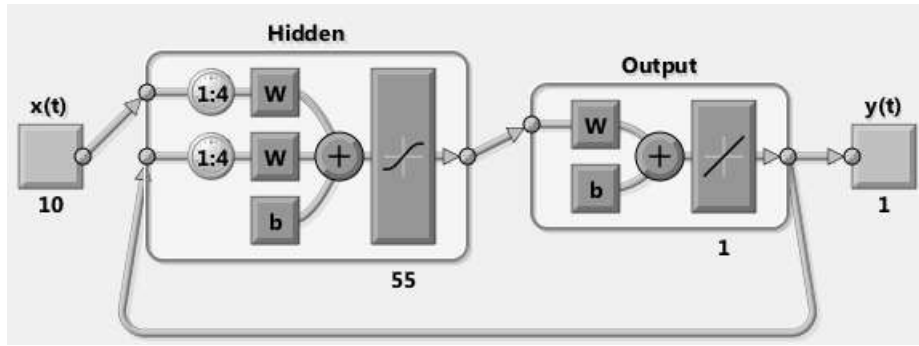 Hidden
x(t)
10
1:4 W
1:4 W
b
+
55
Output
W
b
+
1
y(t)
1